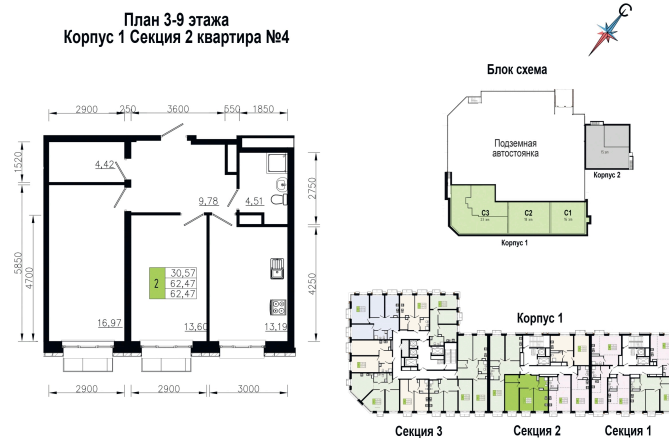 План 3-9 этажа
Корпус 1 Секция 2 квартира №4
С
2900 250 3600 550 1850
1520
5850
4700
2750
4250
4,42
9,78
4,51
2
30,57
62,47
62,47
16,97
13,60
13,19
2900 2900 3000
Блок схема
Подземная
автостоянка
Корпус 2
С3
С2
С1
Корпус 1
Корпус 1
Секция 3
Секция 2
Секция 1